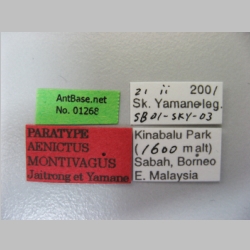 AntBase.net
No. 01268
21 ii 2001
Sk. Yamane leg.
SB01-SKY-03
PARATYPE
AENICTUS
MONTIVAGUS
Jaitrong et Yamane
Kinabalu Park
(1600 m alt)
Sabah, Borneo
E. Malaysia